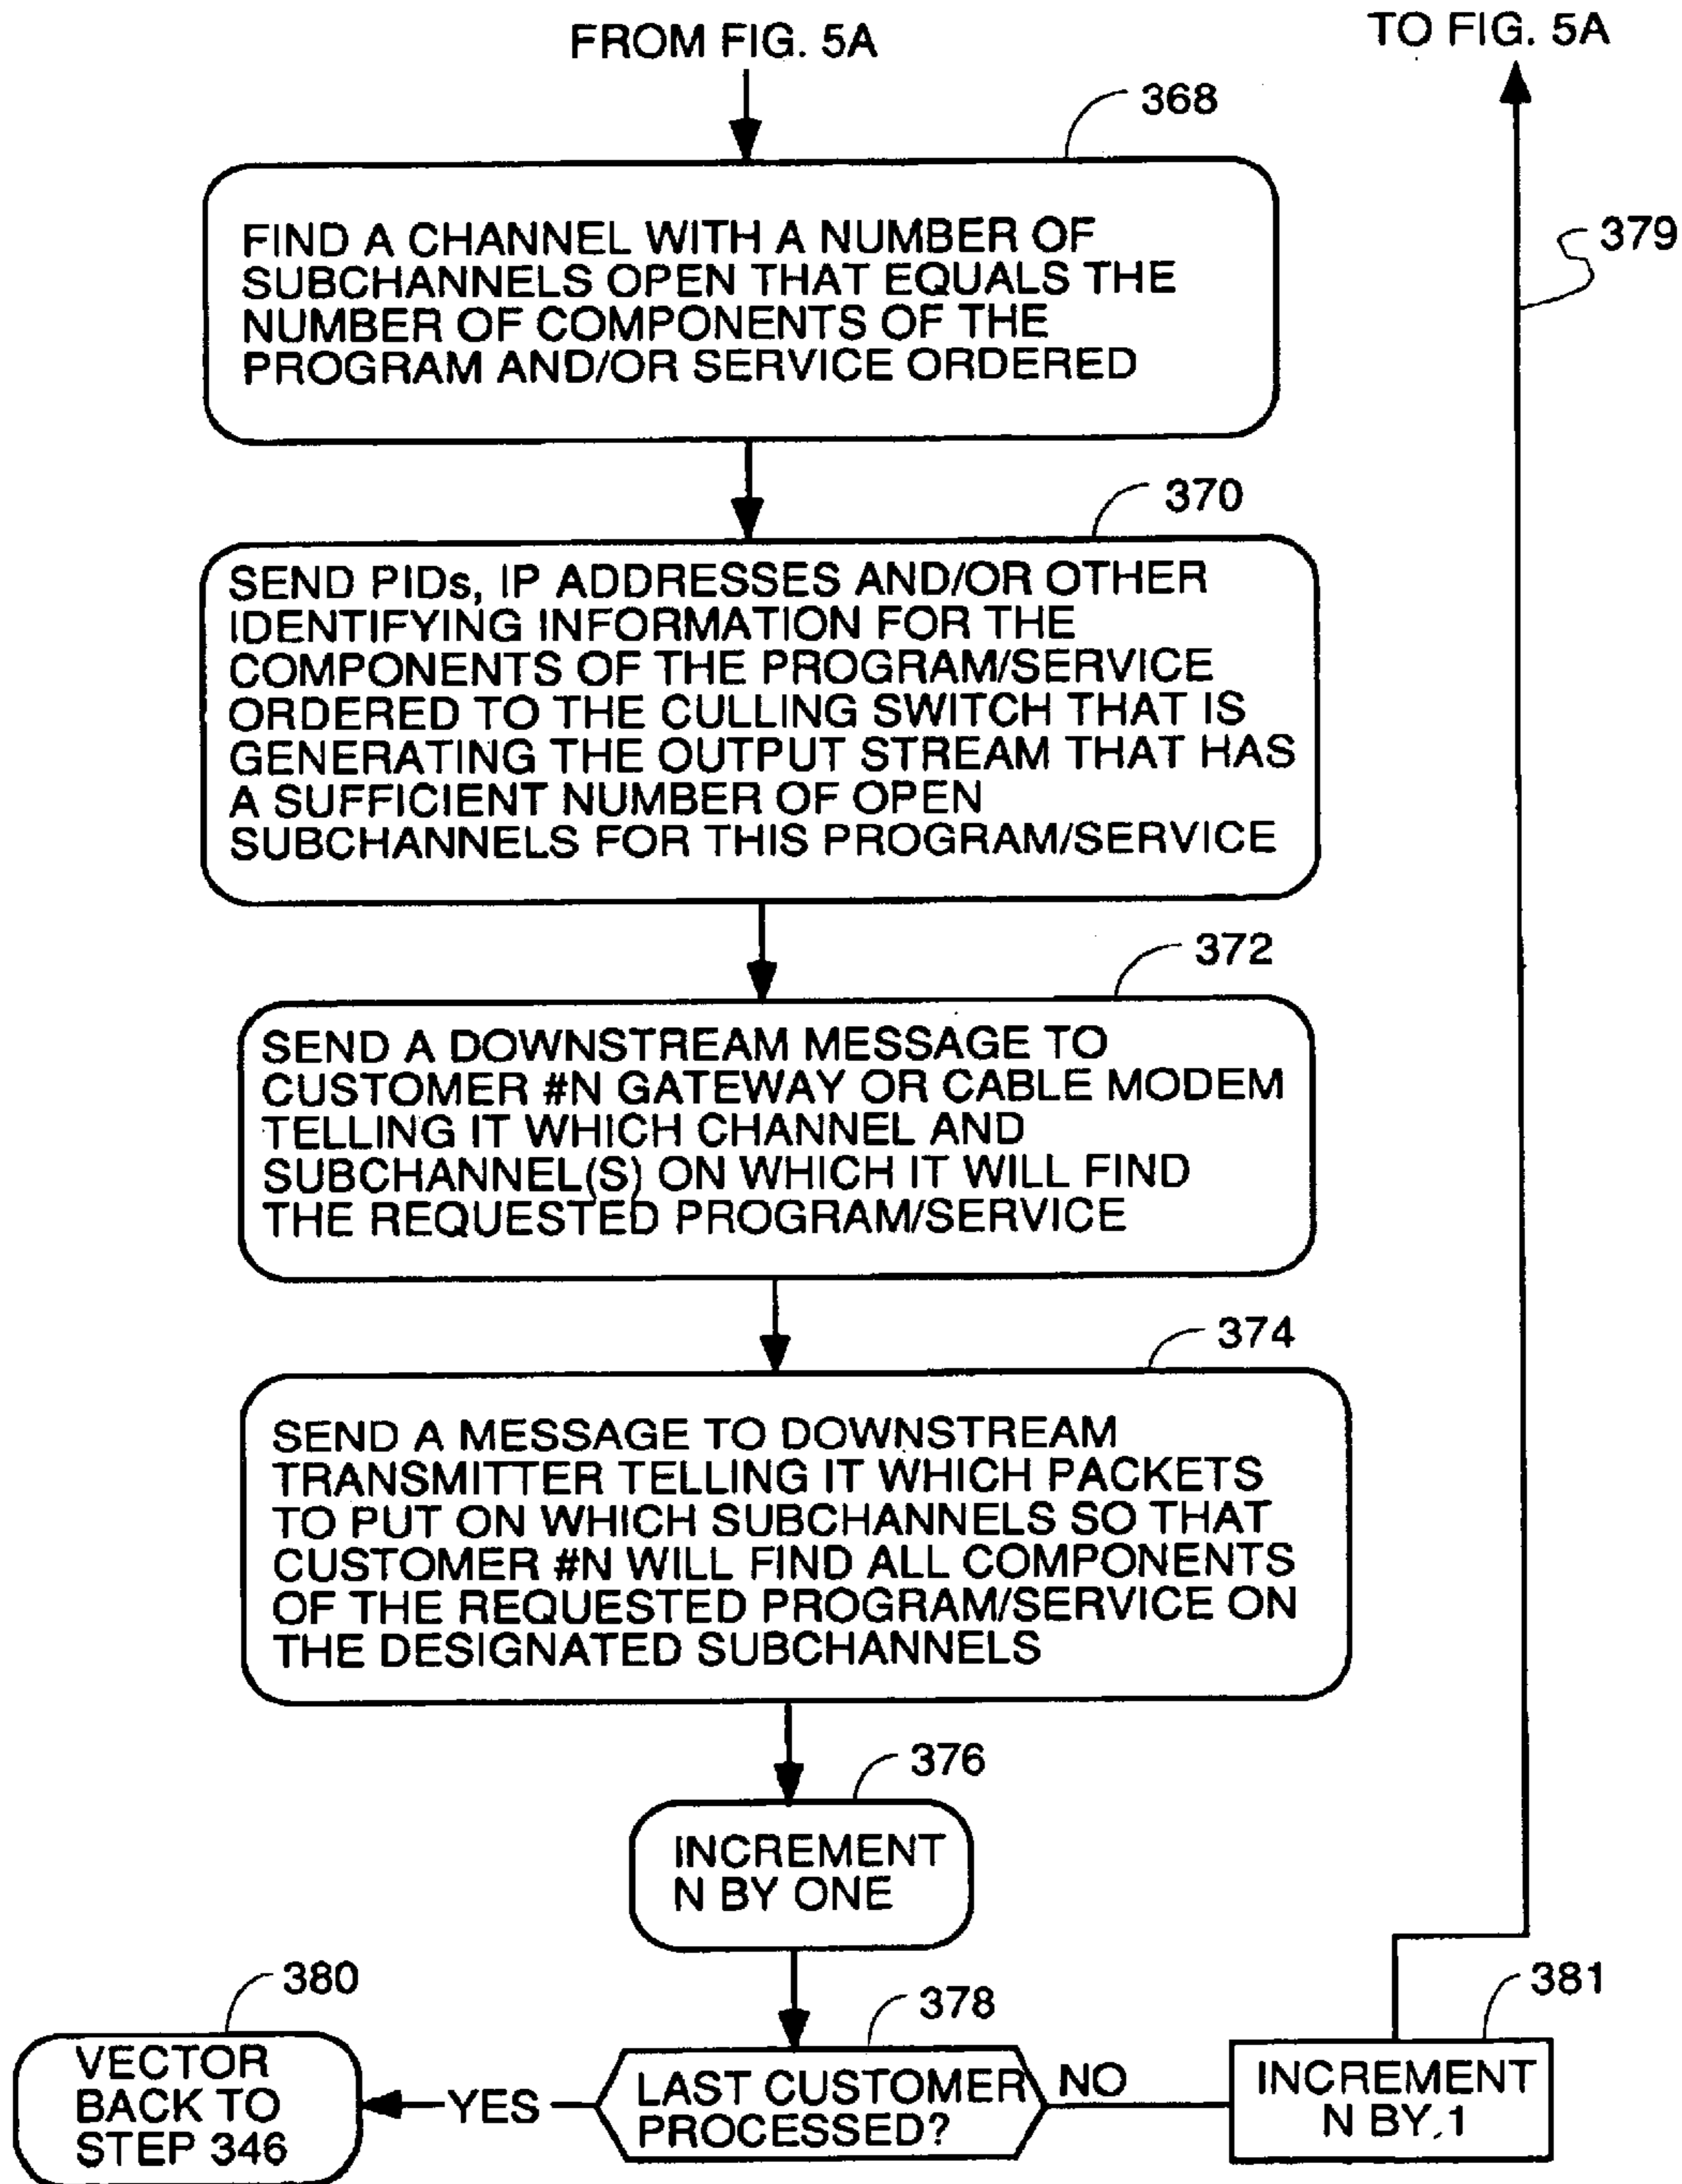 FROM FIG. 5A
TO FIG. 5A
368
FIND A CHANNEL WITH A NUMBER OF
SUBCHANNELS OPEN THAT EQUALS THE
NUMBER OF COMPONENTS OF THE
PROGRAM AND/OR SERVICE ORDERED
379
370
SEND PIDs, IP ADDRESSES AND/OR OTHER
IDENTIFYING INFORMATION FOR THE
COMPONENTS OF THE PROGRAM/SERVICE
ORDERED TO THE CULLING SWITCH THAT IS
GENERATING THE OUTPUT STREAM THAT HAS
A SUFFICIENT NUMBER OF OPEN
SUBCHANNELS FOR THIS PROGRAM/SERVICE
372
SEND A DOWNSTREAM MESSAGE TO
CUSTOMER #N GATEWAY OR CABLE MODEM
TELLING IT WHICH CHANNEL AND
SUBCHANNEL(S) ON WHICH IT WILL FIND
THE REQUESTED PROGRAM/SERVICE
374
SEND A MESSAGE TO DOWNSTREAM
TRANSMITTER TELLING IT WHICH PACKETS
TO PUT ON WHICH SUBCHANNELS SO THAT
CUSTOMER #N WILL FIND ALL COMPONENTS
OF THE REQUESTED PROGRAM/SERVICE ON
THE DESIGNATED SUBCHANNELS
376
INCREMENT
N BY ONE
380
VECTOR
BACK TO
STEP 346
YES
378
LAST CUSTOMER
PROCESSED?
NO
381
INCREMENT
N BY 1